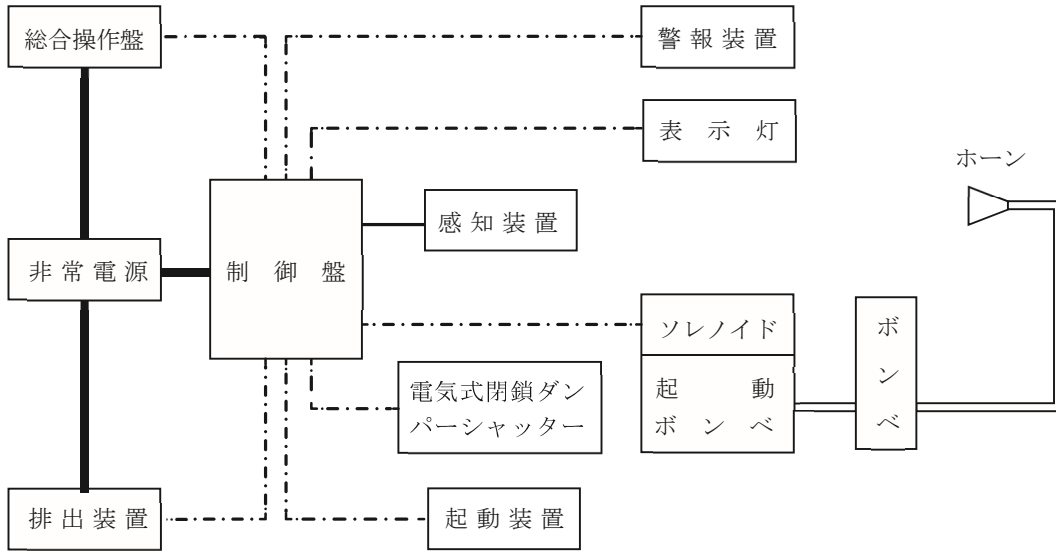 総合操作盤
警報装置
表示灯
ホーン
感知装置
非常電源
制御盤
ソレノイド
起動
ボンベ
ボンベ
電気式閉鎖ダン
パーシャッター
排出装置
起動装置